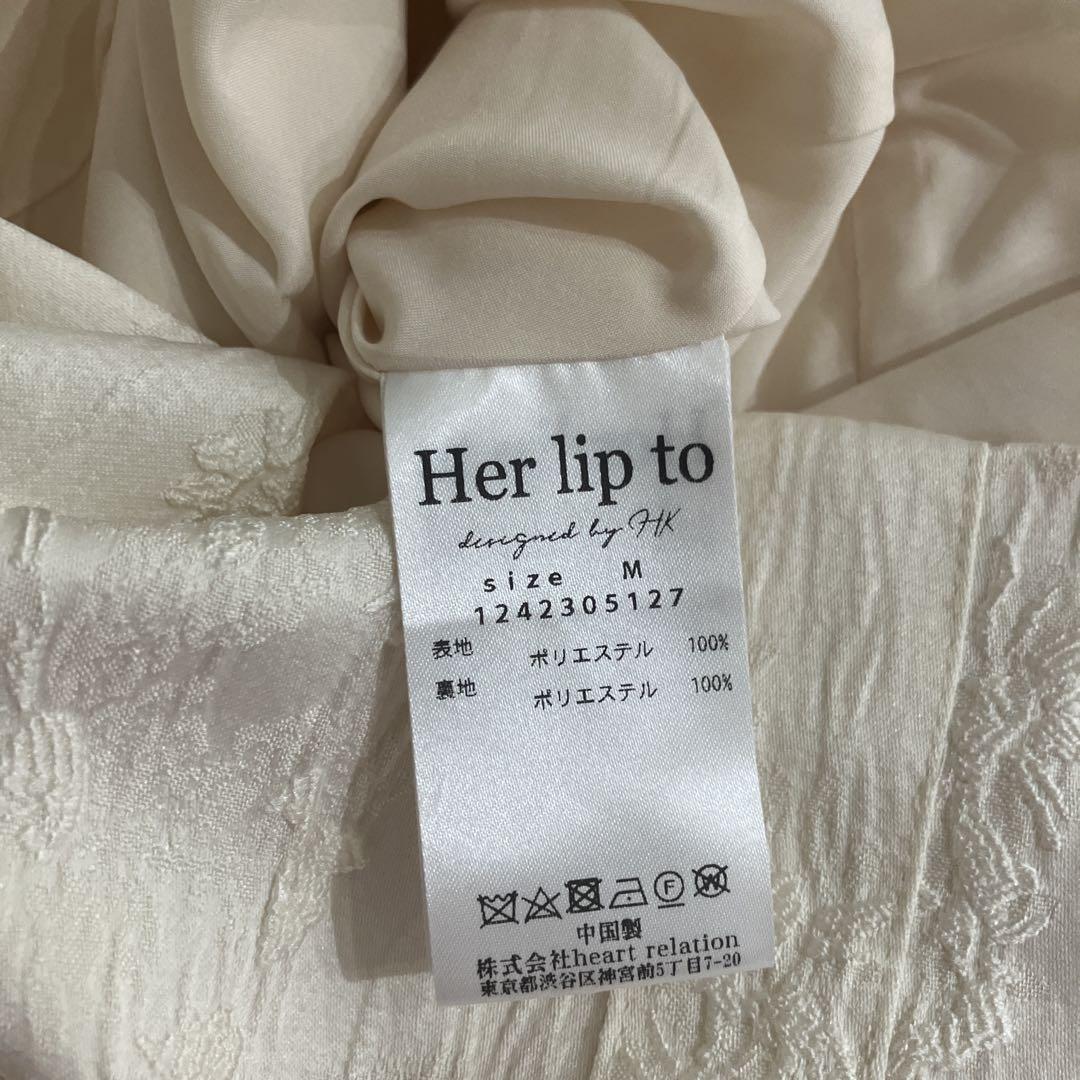 Her lip to
designed by HK
size M
1242305127
表地 ポリエステル 100%
裏地 ポリエステル 100%
F W
中国製
株式会社heart relation
東京都渋谷区神宮前5丁目7-20